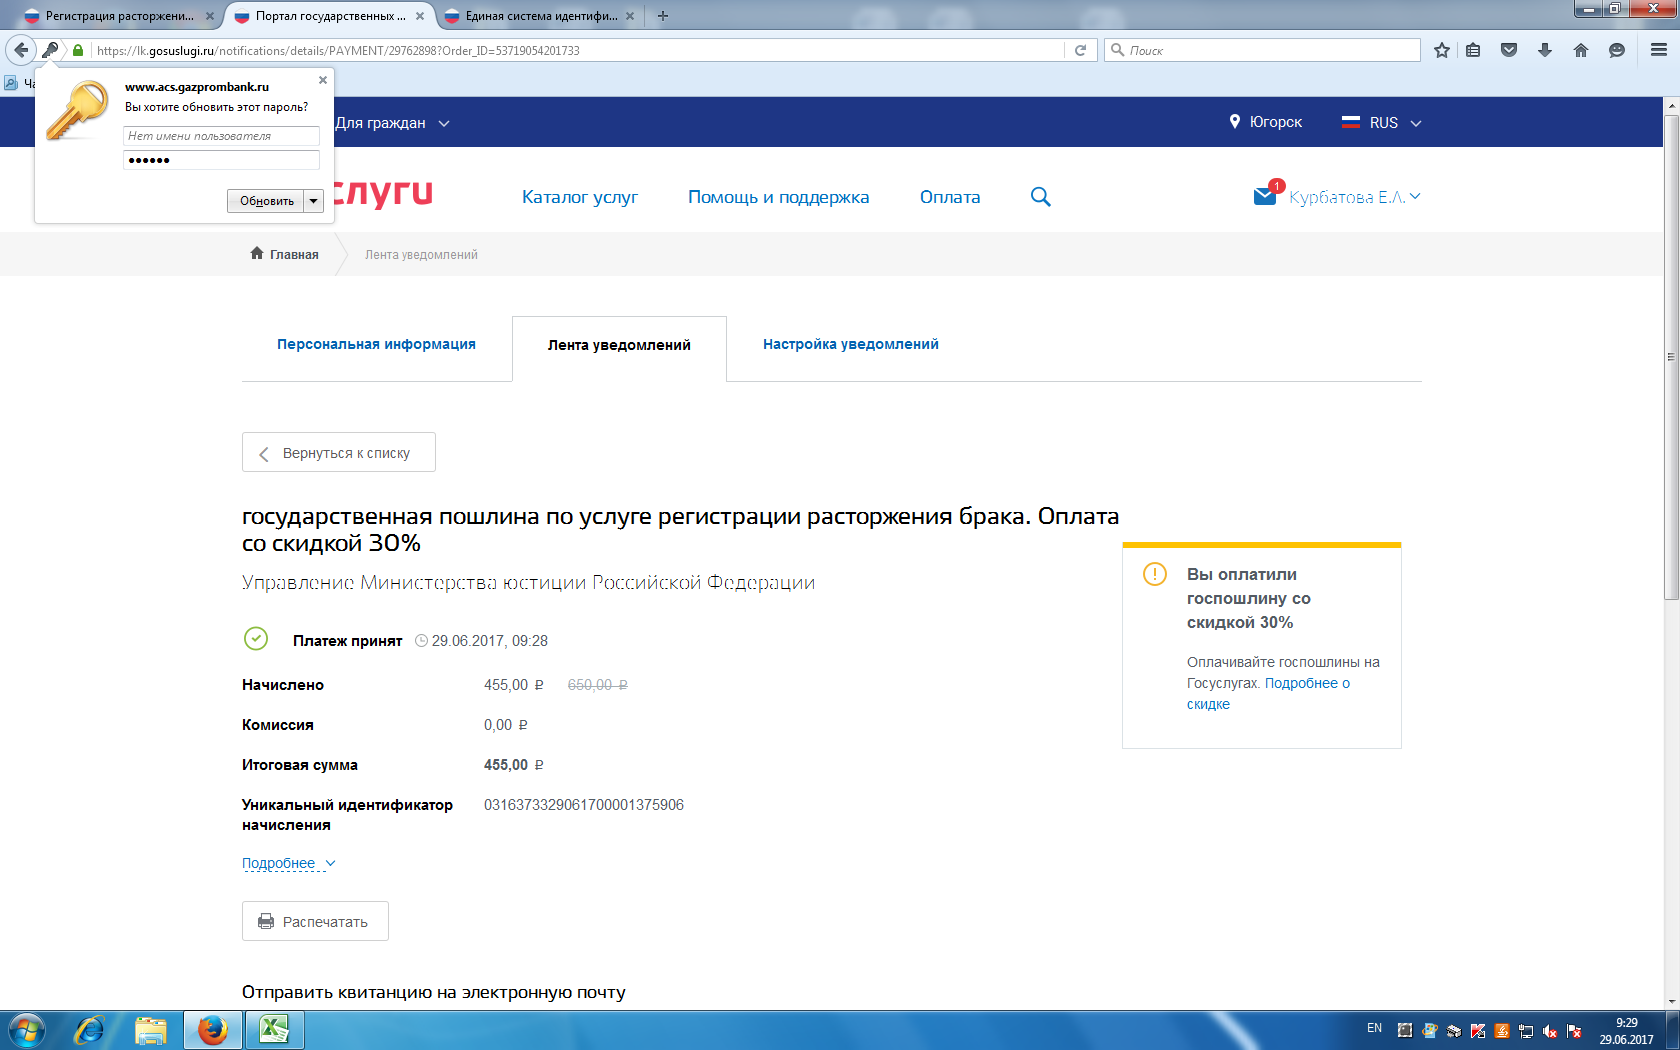 Регистрация расторжени...
Портал государственных ...
Единая система идентифи...
https://lk.gosuslugi.ru/notifications/details/PAYMENT/29762898?Order_ID=53719054201733
Поиск
www.acs.gazprombank.ru
Вы хотите обновить этот пароль?
Нет имени пользователя
••••••
Обновить
Для граждан
Югорск
RUS
слуги
Каталог услуг
Помощь и поддержка
Оплата
1
Курбатова Е.А.
Главная
Лента уведомлений
Персональная информация
Лента уведомлений
Настройка уведомлений
Вернуться к списку
государственная пошлина по услуге регистрации расторжения брака. Оплата
со скидкой 30%
Управление Министерства юстиции Российской Федерации
Платеж принят 29.06.2017, 09:28
Начислено 455,00 ₽ 650,00 ₽
Комиссия 0,00 ₽
Итоговая сумма 455,00 ₽
Уникальный идентификатор 0316373329061700001375906
начисления
Подробнее
Распечатать
Отправить квитанцию на электронную почту
Вы оплатили
госпошлину со
скидкой 30%
Оплачивайте госпошлины на
Госуслугах. Подробнее о
скидке
EN
9:29
29.06.2017